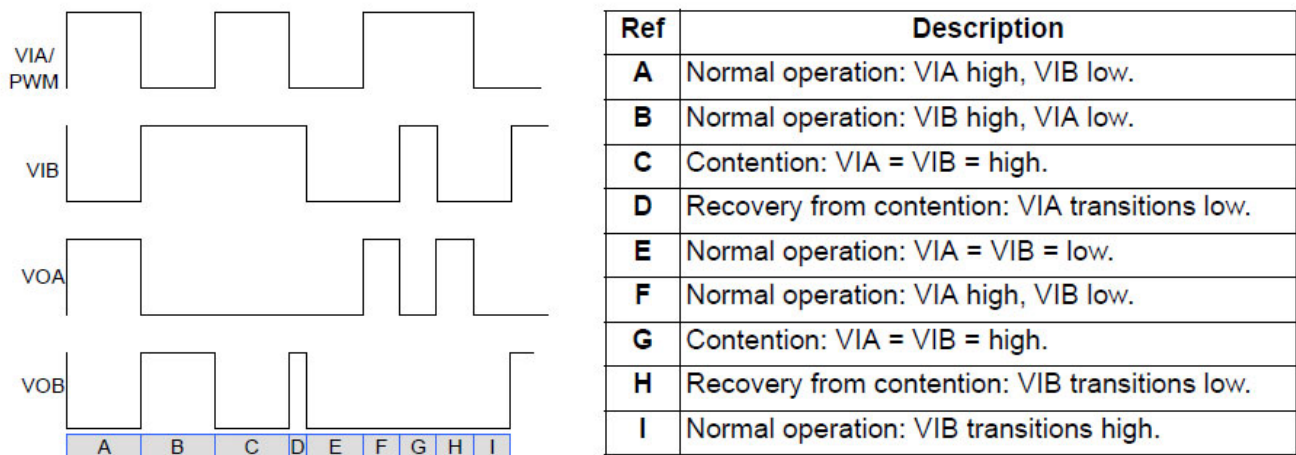 VIA/
PWM
VIB
VOA
VOB
A B C D E F G H I
Ref Description
A Normal operation: VIA high, VIB low.
B Normal operation: VIB high, VIA low.
C Contention: VIA = VIB = high.
D Recovery from contention: VIA transitions low.
E Normal operation: VIA = VIB = low.
F Normal operation: VIA high, VIB low.
G Contention: VIA = VIB = high.
H Recovery from contention: VIB transitions low.
I Normal operation: VIB transitions high.